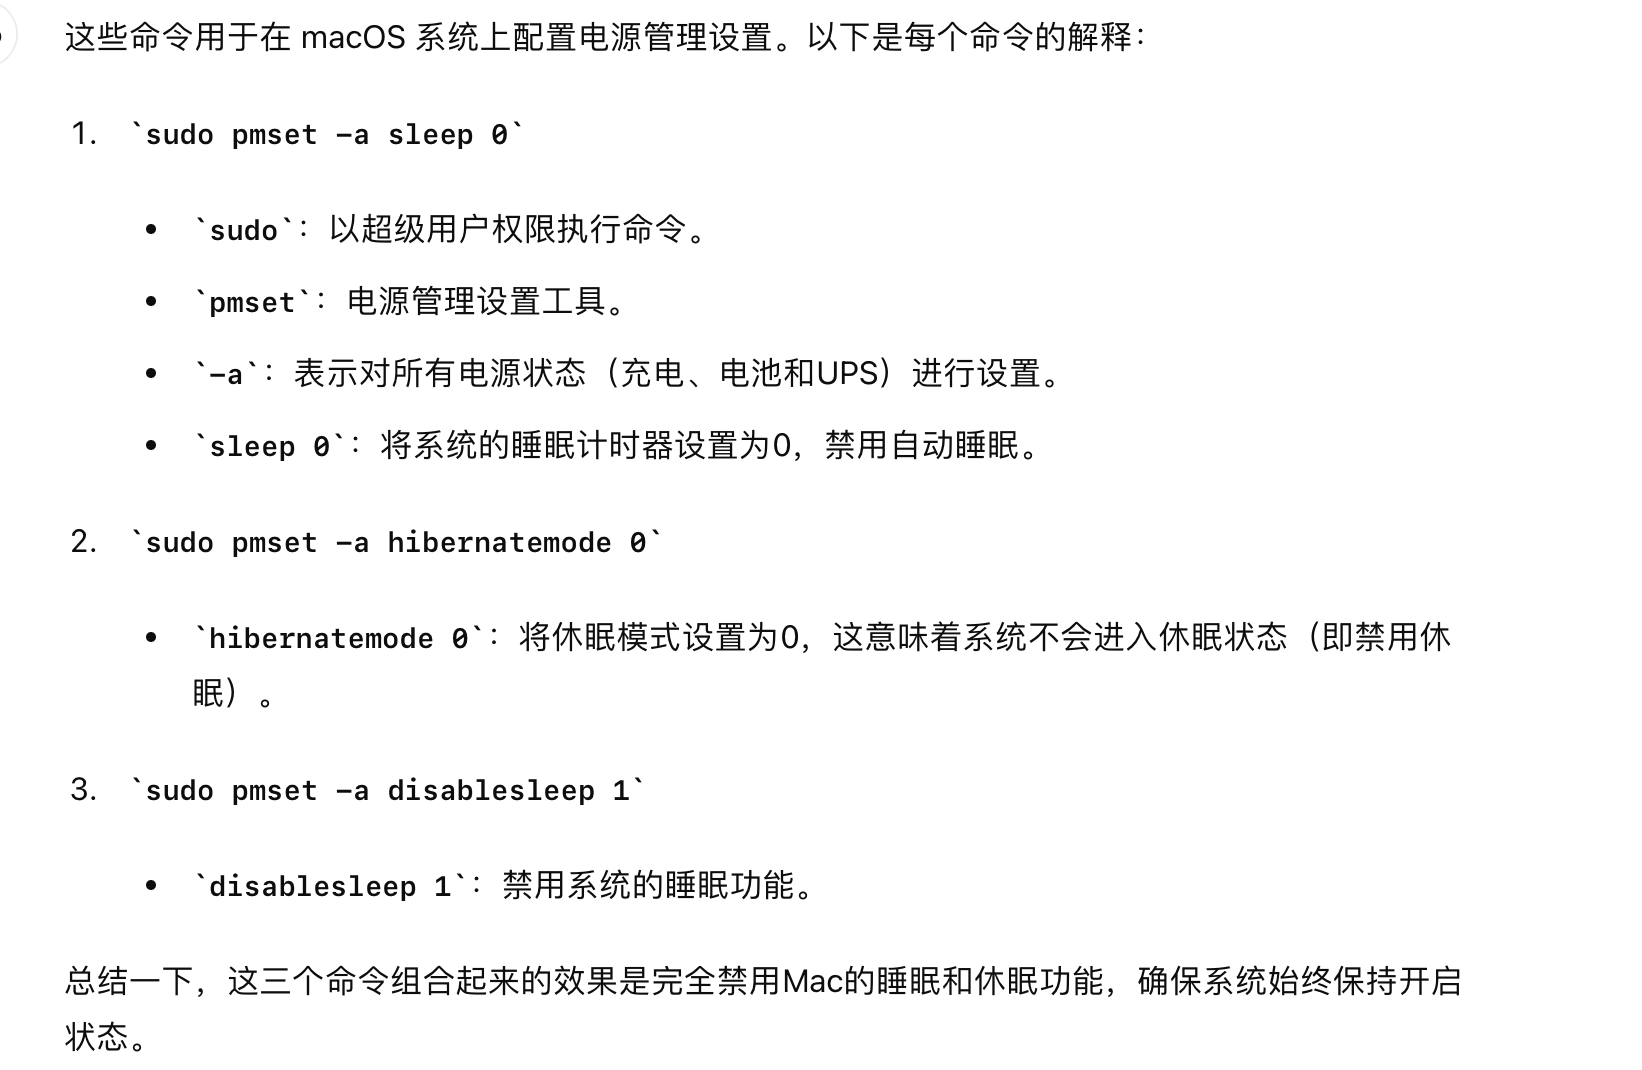 这些命令用于在 macOS 系统上配置电源管理设置。以下是每个命令的解释：
1. `sudo pmset -a sleep 0`
• `sudo`：以超级用户权限执行命令。
• `pmset`：电源管理设置工具。
• `-a`：表示对所有电源状态（充电、电池和UPS）进行设置。
• `sleep 0`：将系统的睡眠计时器设置为0，禁用自动睡眠。
2. `sudo pmset -a hibernatemode 0`
• `hibernatemode 0`：将休眠模式设置为0，这意味着系统不会进入休眠状态（即禁用休
眠）。
3. `sudo pmset -a disablesleep 1`
• `disablesleep 1`：禁用系统的睡眠功能。
总结一下，这三个命令组合起来的效果是完全禁用Mac的睡眠和休眠功能，确保系统始终保持开启
状态。